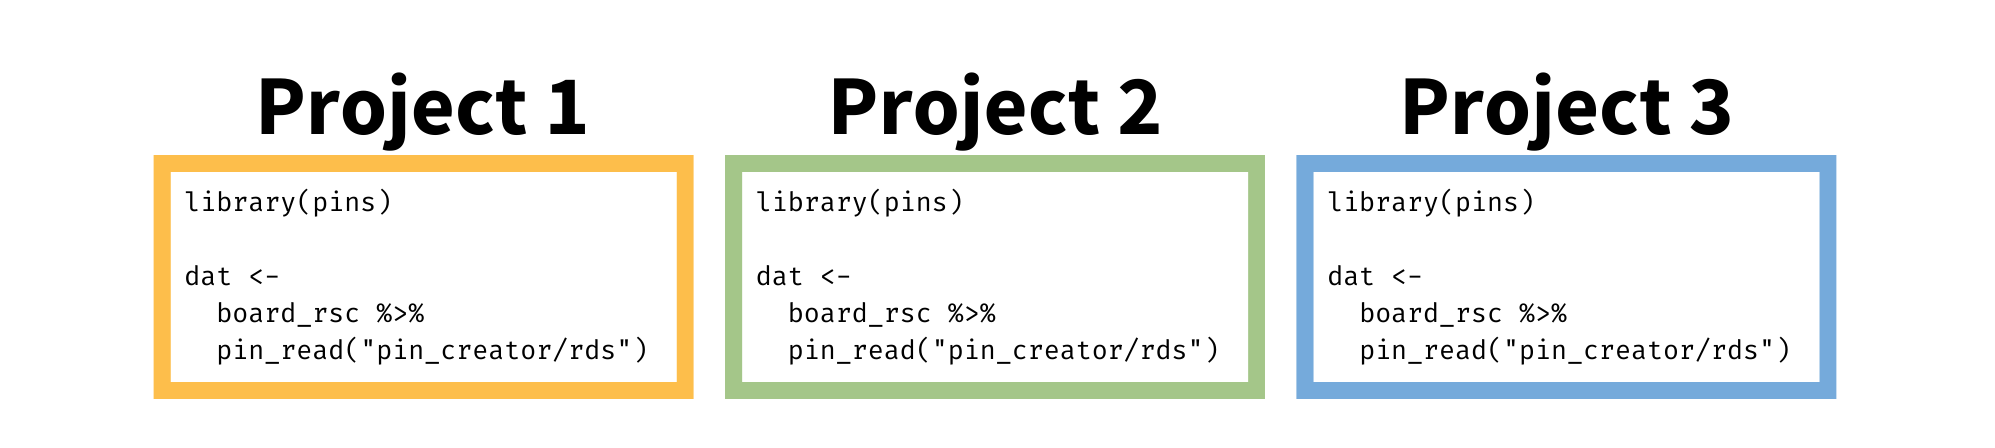 Project 1
library(pins)
dat <-
  board_rsc %>%
  pin_read("pin_creator/rds")
Project 2
library(pins)
dat <-
  board_rsc %>%
  pin_read("pin_creator/rds")
Project 3
library(pins)
dat <-
  board_rsc %>%
  pin_read("pin_creator/rds")